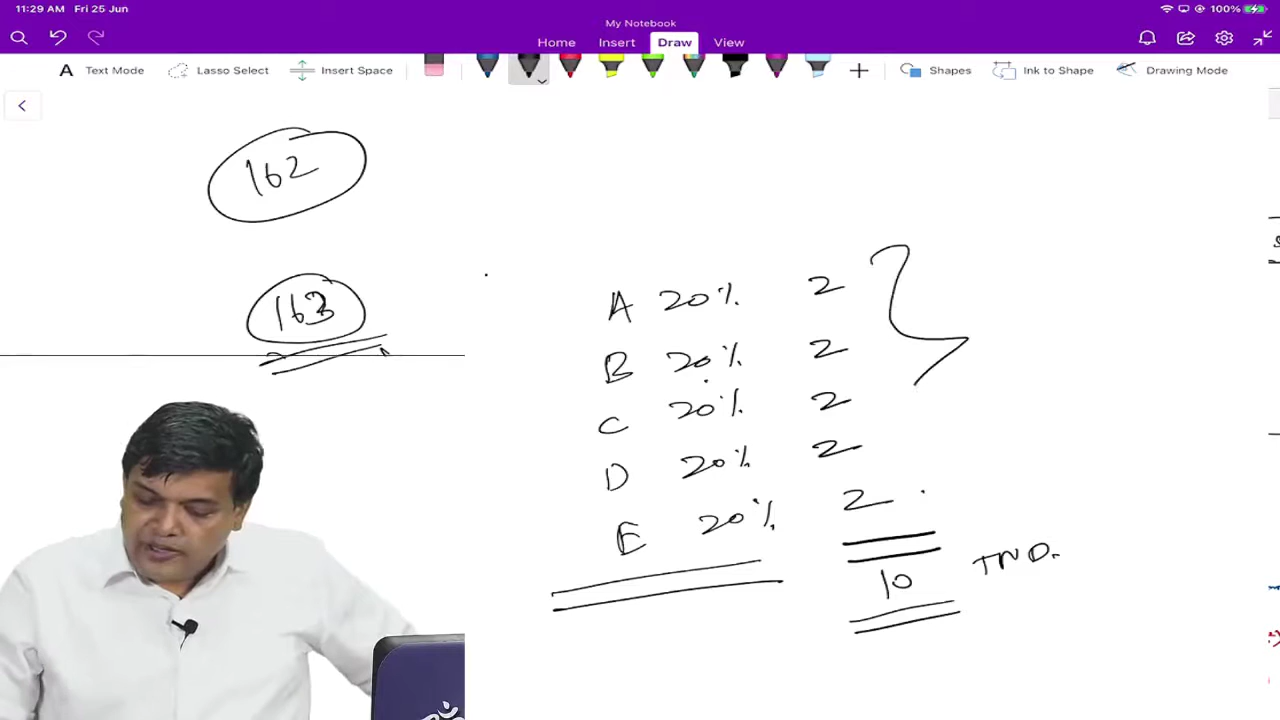 11:29 AM Fri 25 Jun
100%
My Notebook
Home Insert Draw View
A Text Mode Lasso Select Insert Space Shapes Ink to Shape Drawing Mode
162
163
A 20% 2
B 20% 2
C 20% 2
D 20% 2
E 20% 2
10